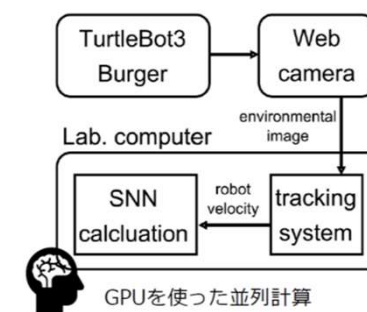 TurtleBot3
Burger
Web
camera
environmental
image
Lab. computer
SNN
calcluation
robot
velocity
tracking
system
GPUを使った並列計算